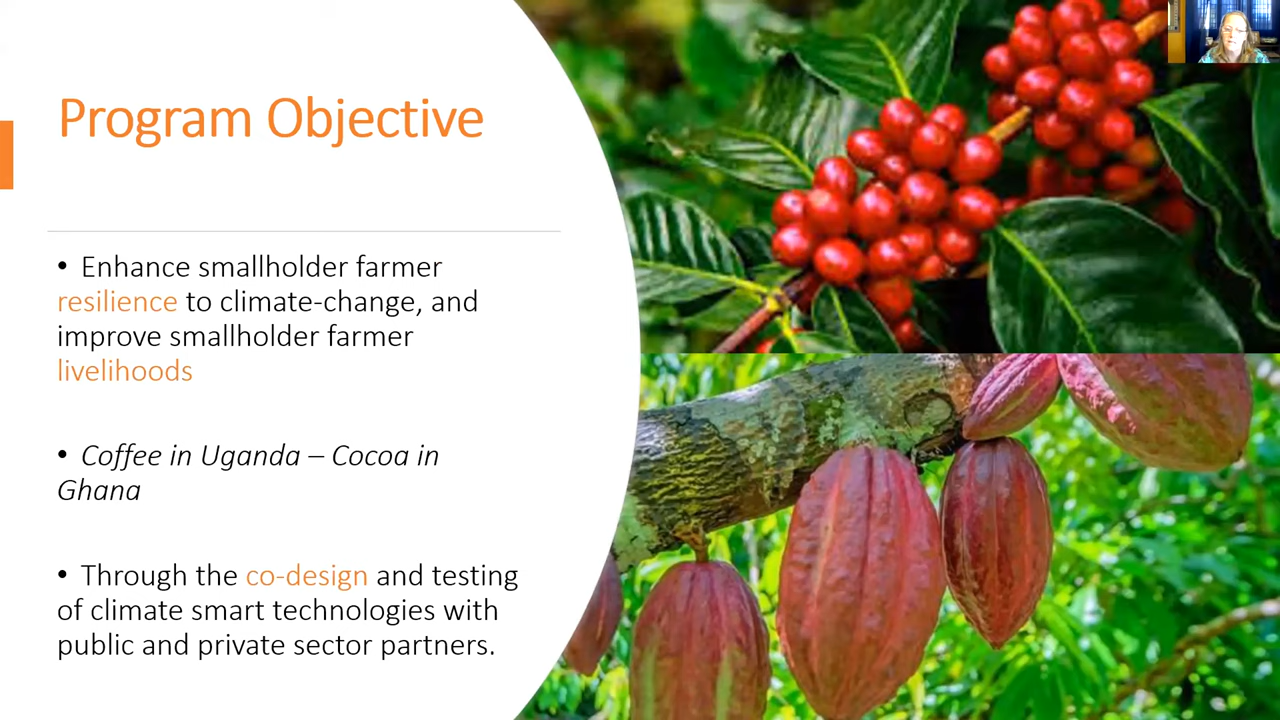 Program Objective
• Enhance smallholder farmer
resilience to climate-change, and
improve smallholder farmer
livelihoods
• Coffee in Uganda – Cocoa in
Ghana
• Through the co-design and testing
of climate smart technologies with
public and private sector partners.